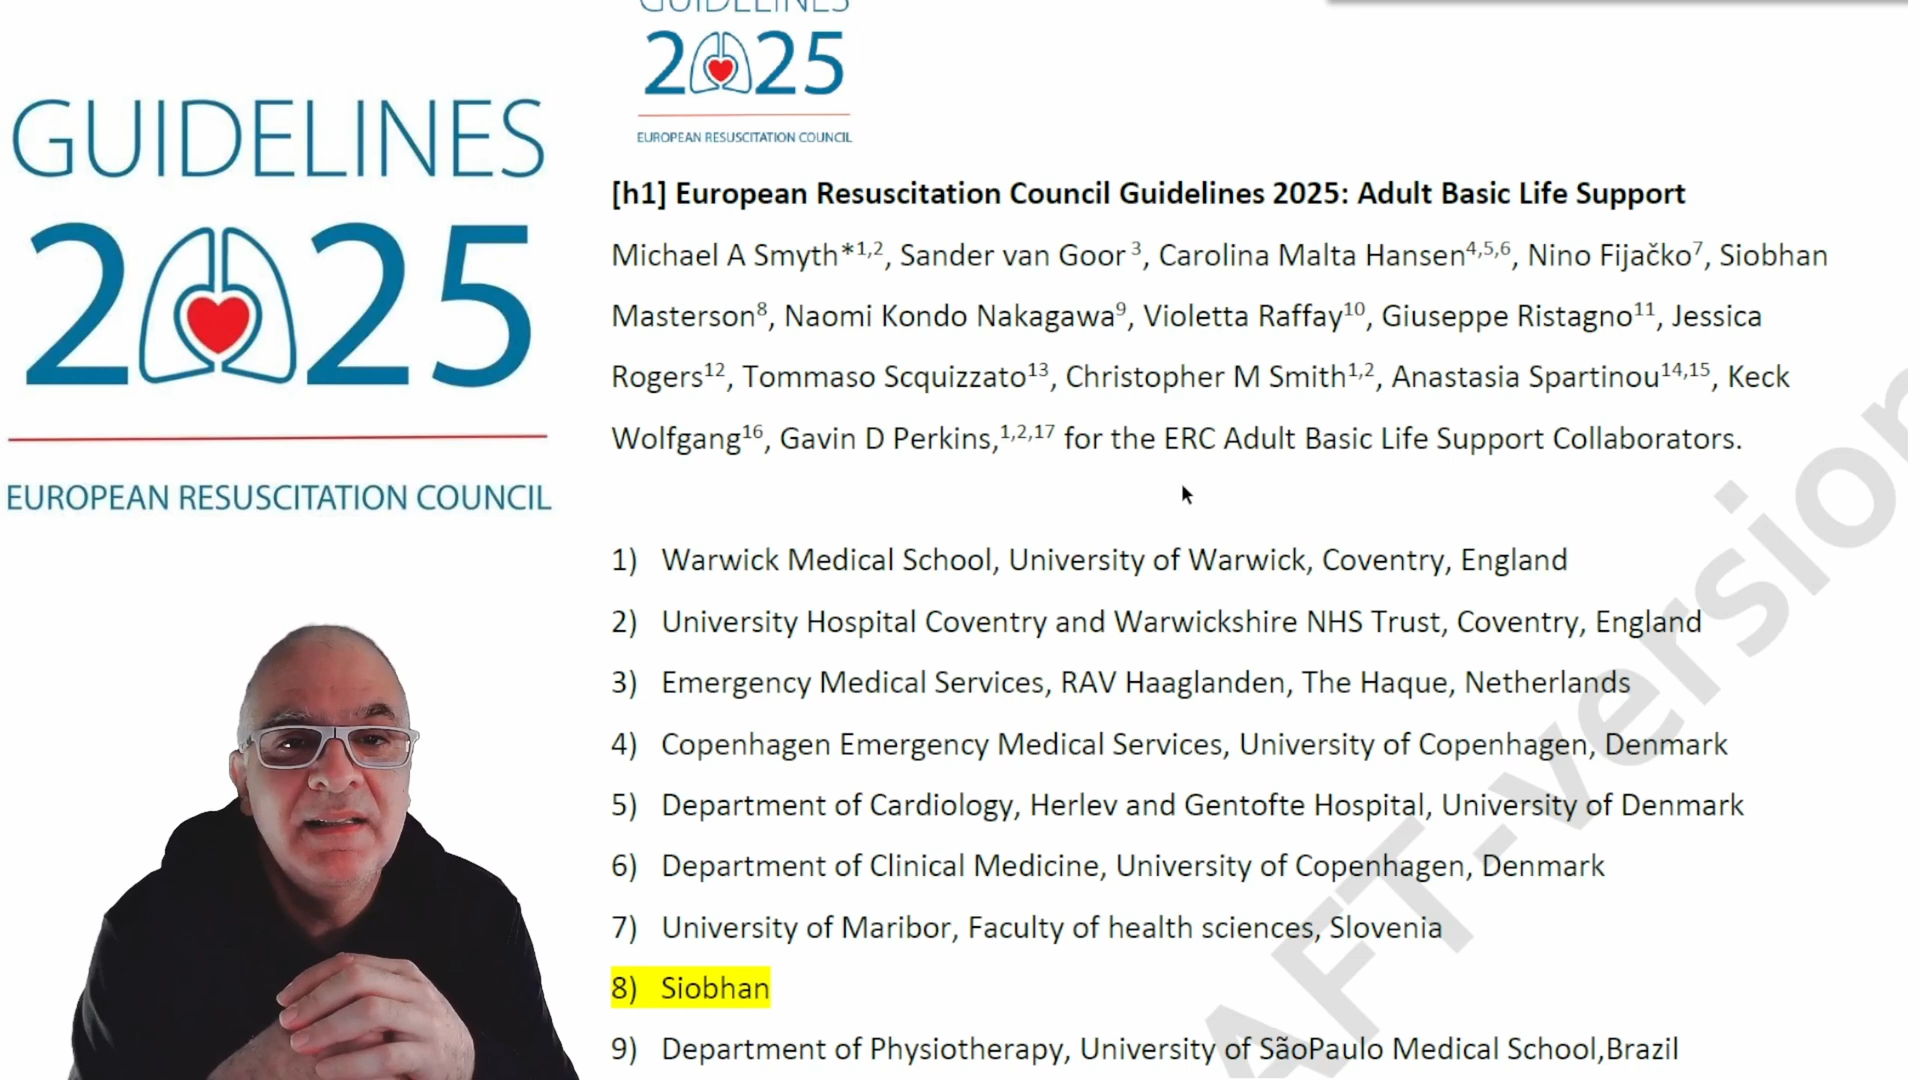 GUIDELINES
2025
EUROPEAN RESUSCITATION COUNCIL
GUIDELINES
2025
EUROPEAN RESUSCITATION COUNCIL
[h1] European Resuscitation Council Guidelines 2025: Adult Basic Life Support
Michael A Smyth*1,2, Sander van Goor 3, Carolina Malta Hansen4,5,6, Nino Fijačko7, Siobhan
Masterson8, Naomi Kondo Nakagawa9, Violetta Raffay10, Giuseppe Ristagno11, Jessica
Rogers12, Tommaso Scquizzato13, Christopher M Smith1,2, Anastasia Spartinou14,15, Keck
Wolfgang16, Gavin D Perkins,1,2,17 for the ERC Adult Basic Life Support Collaborators.
1) Warwick Medical School, University of Warwick, Coventry, England
2) University Hospital Coventry and Warwickshire NHS Trust, Coventry, England
3) Emergency Medical Services, RAV Haaglanden, The Haque, Netherlands
4) Copenhagen Emergency Medical Services, University of Copenhagen, Denmark
5) Department of Cardiology, Herlev and Gentofte Hospital, University of Denmark
6) Department of Clinical Medicine, University of Copenhagen, Denmark
7) University of Maribor, Faculty of health sciences, Slovenia
8) Siobhan
9) Department of Physiotherapy, University of SãoPaulo Medical School,Brazil
AFT-version